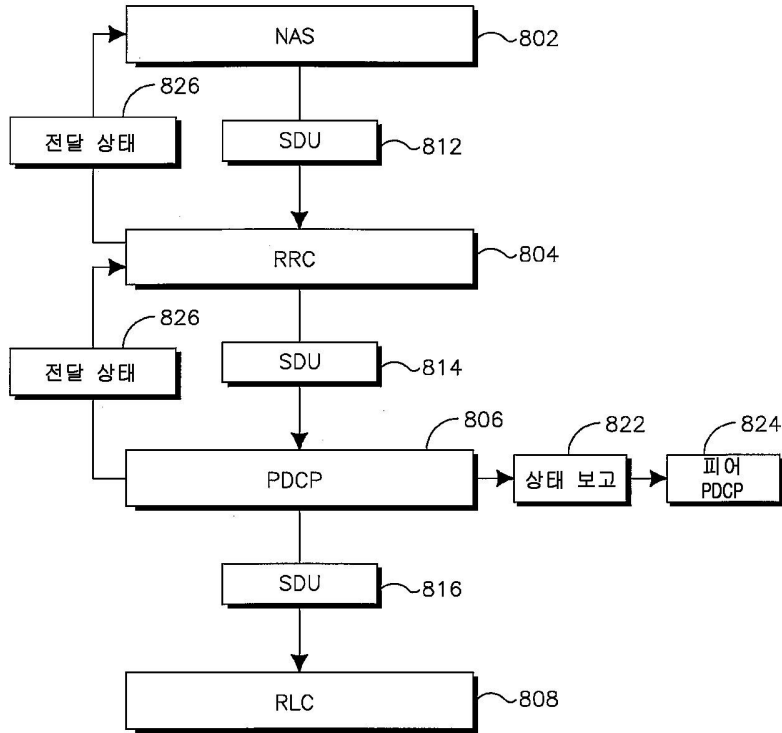 NAS
802
826
전달 상태
SDU
812
RRC
804
826
전달 상태
SDU
814
806
822
824
PDCP
상태 보고
피어
PDCP
SDU
816
RLC
808